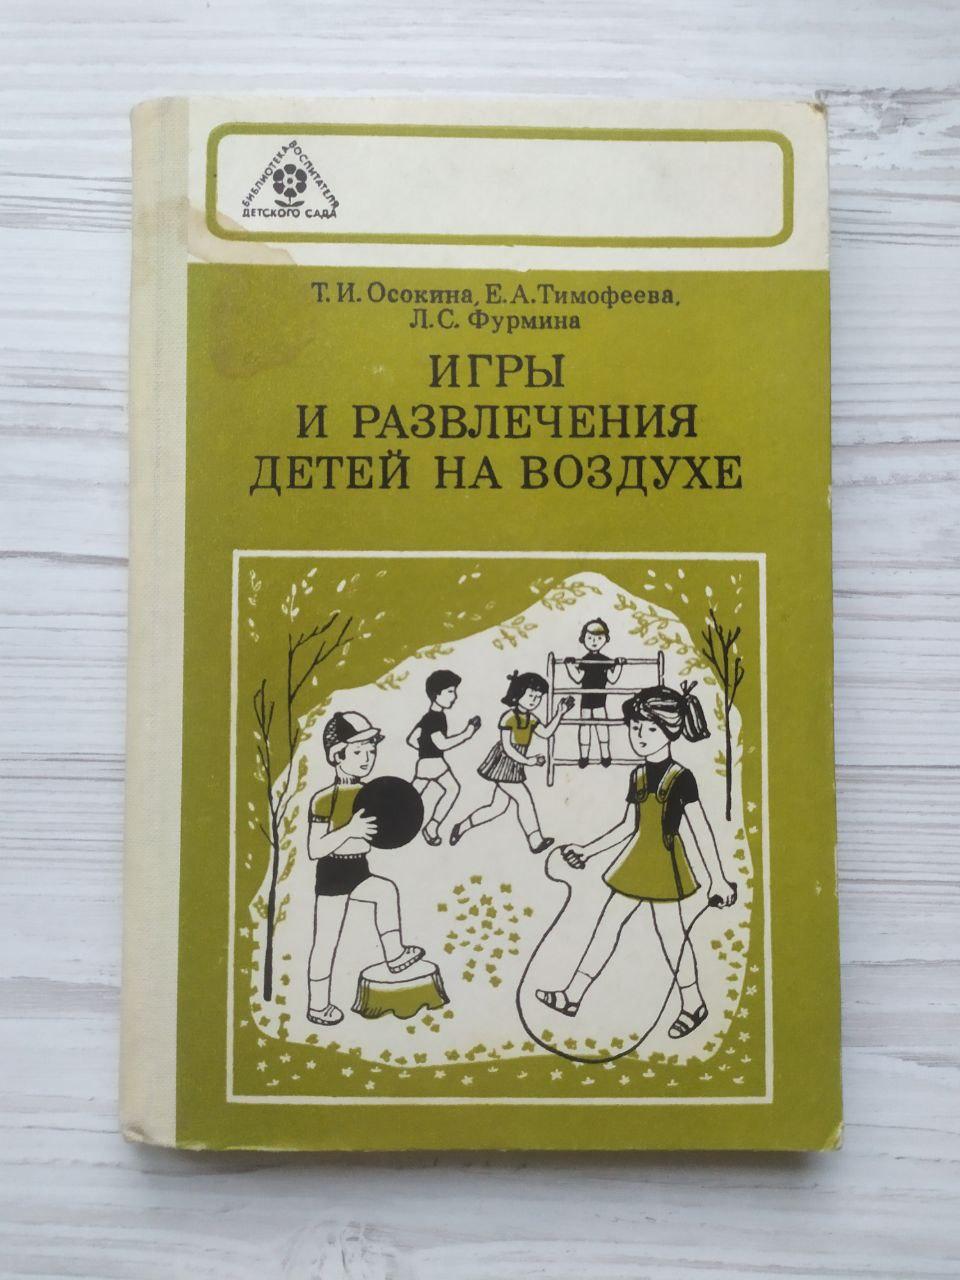 БИБЛИОТЕКА ВОСПИТАТЕЛЯ
ДЕТСКОГО САДА
Т. И. Осокина, Е. А. Тимофеева,
Л. С. Фурмина
ИГРЫ
И РАЗВЛЕЧЕНИЯ
ДЕТЕЙ НА ВОЗДУХЕ